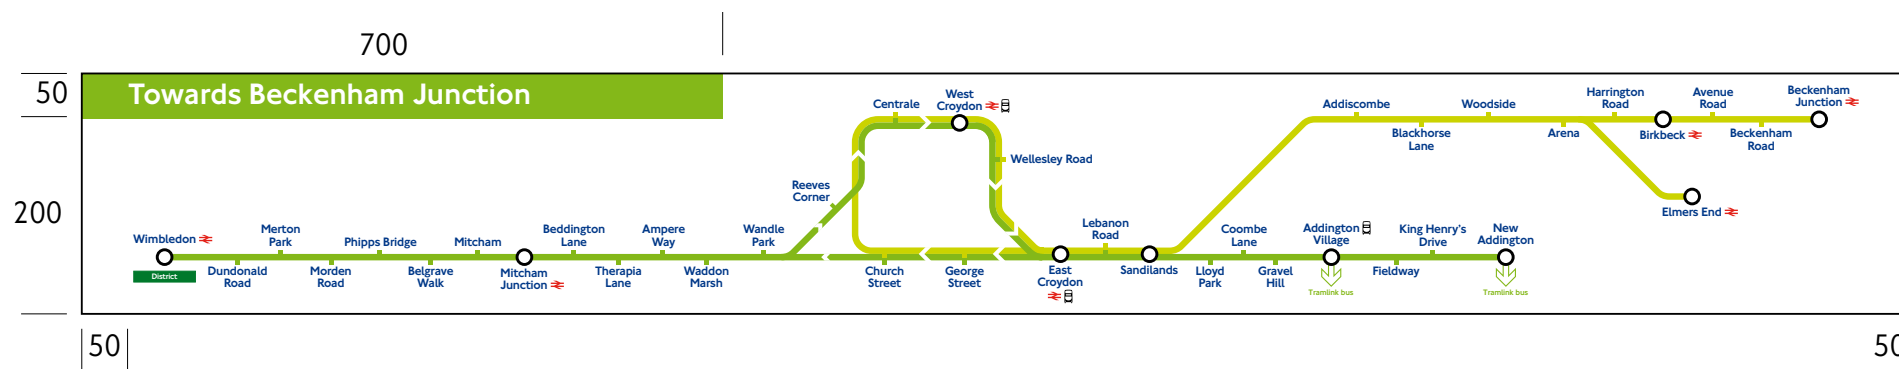 700
50
Towards Beckenham Junction
200
Wimbledon
District
Dundonald
Road
Merton
Park
Morden
Road
Phipps Bridge
Belgrave
Walk
Mitcham
Mitcham
Junction
Beddington
Lane
Therapia
Lane
Ampere
Way
Waddon
Marsh
Wandle
Park
Reeves
Corner
Centrale
West
Croydon
Wellesley Road
Church
Street
George
Street
East
Croydon
Lebanon
Road
Sandilands
Lloyd
Park
Coombe
Lane
Gravel
Hill
Addington
Village
Tramlink bus
Fieldway
King Henry's
Drive
New
Addington
Tramlink bus
Addiscombe
Blackhorse
Lane
Woodside
Arena
Harrington
Road
Birkbeck
Avenue
Road
Beckenham
Road
Beckenham
Junction
Elmers End
50
50